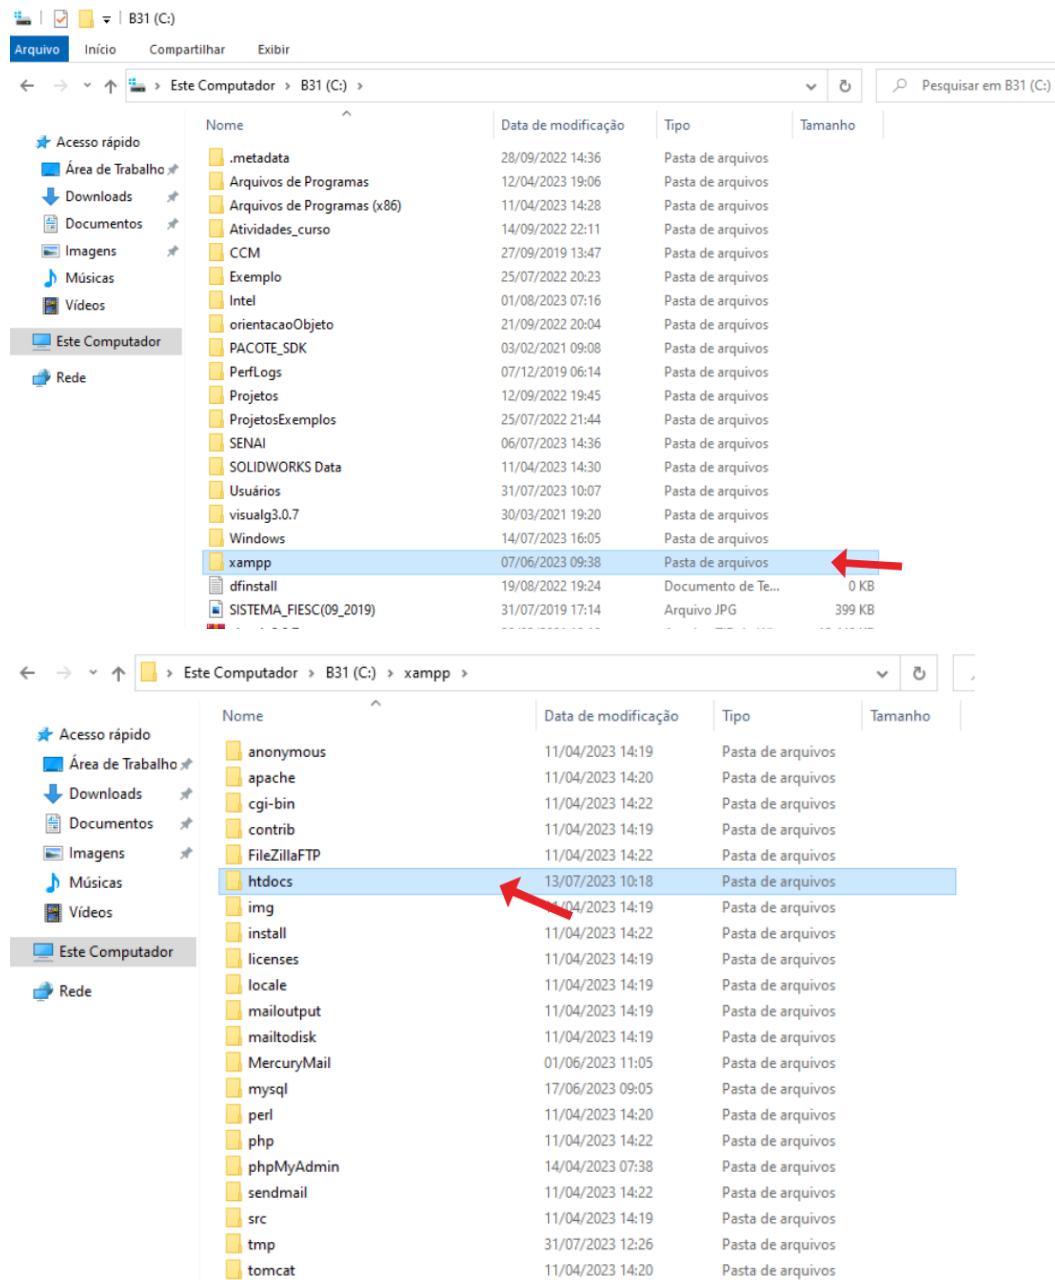 B31 (C:)
Arquivo Início Compartilhar Exibir
Este Computador > B31 (C:) > Pesquisar em B31 (C:)
Nome Data de modificação Tipo Tamanho
Acesso rápido
Área de Trabalho
Downloads
Documentos
Imagens
Músicas
Vídeos
Este Computador
Rede
.metadata 28/09/2022 14:36 Pasta de arquivos
Arquivos de Programas 12/04/2023 19:06 Pasta de arquivos
Arquivos de Programas (x86) 11/04/2023 14:28 Pasta de arquivos
Atividades_curso 14/09/2022 22:11 Pasta de arquivos
CCM 27/09/2019 13:47 Pasta de arquivos
Exemplo 25/07/2022 20:23 Pasta de arquivos
Intel 01/08/2023 07:16 Pasta de arquivos
orientacaoObjeto 21/09/2022 20:04 Pasta de arquivos
PACOTE_SDK 03/02/2021 09:08 Pasta de arquivos
PerfLogs 07/12/2019 06:14 Pasta de arquivos
Projetos 12/09/2022 19:45 Pasta de arquivos
ProjetosExemplos 25/07/2022 21:44 Pasta de arquivos
SENAI 06/07/2023 14:36 Pasta de arquivos
SOLIDWORKS Data 11/04/2023 14:30 Pasta de arquivos
Usuários 31/07/2023 10:07 Pasta de arquivos
visualg3.0.7 30/03/2021 19:20 Pasta de arquivos
Windows 14/07/2023 16:05 Pasta de arquivos
xampp 07/06/2023 09:38 Pasta de arquivos
dfinstall 19/08/2022 19:24 Documento de Te... 0 KB
SISTEMA_FIESC(09_2019) 31/07/2019 17:14 Arquivo JPG 399 KB
Este Computador > B31 (C:) > xampp >
Nome Data de modificação Tipo Tamanho
Acesso rápido
Área de Trabalho
Downloads
Documentos
Imagens
Músicas
Vídeos
Este Computador
Rede
anonymous 11/04/2023 14:19 Pasta de arquivos
apache 11/04/2023 14:20 Pasta de arquivos
cgi-bin 11/04/2023 14:22 Pasta de arquivos
contrib 11/04/2023 14:19 Pasta de arquivos
FileZillaFTP 11/04/2023 14:22 Pasta de arquivos
htdocs 13/07/2023 10:18 Pasta de arquivos
img 11/04/2023 14:19 Pasta de arquivos
install 11/04/2023 14:22 Pasta de arquivos
licenses 11/04/2023 14:19 Pasta de arquivos
locale 11/04/2023 14:19 Pasta de arquivos
mailoutput 11/04/2023 14:19 Pasta de arquivos
mailtodisk 11/04/2023 14:19 Pasta de arquivos
MercuryMail 01/06/2023 11:05 Pasta de arquivos
mysql 17/06/2023 09:05 Pasta de arquivos
perl 11/04/2023 14:20 Pasta de arquivos
php 11/04/2023 14:22 Pasta de arquivos
phpMyAdmin 14/04/2023 07:38 Pasta de arquivos
sendmail 11/04/2023 14:22 Pasta de arquivos
src 11/04/2023 14:19 Pasta de arquivos
tmp 31/07/2023 12:26 Pasta de arquivos
tomcat 11/04/2023 14:20 Pasta de arquivos